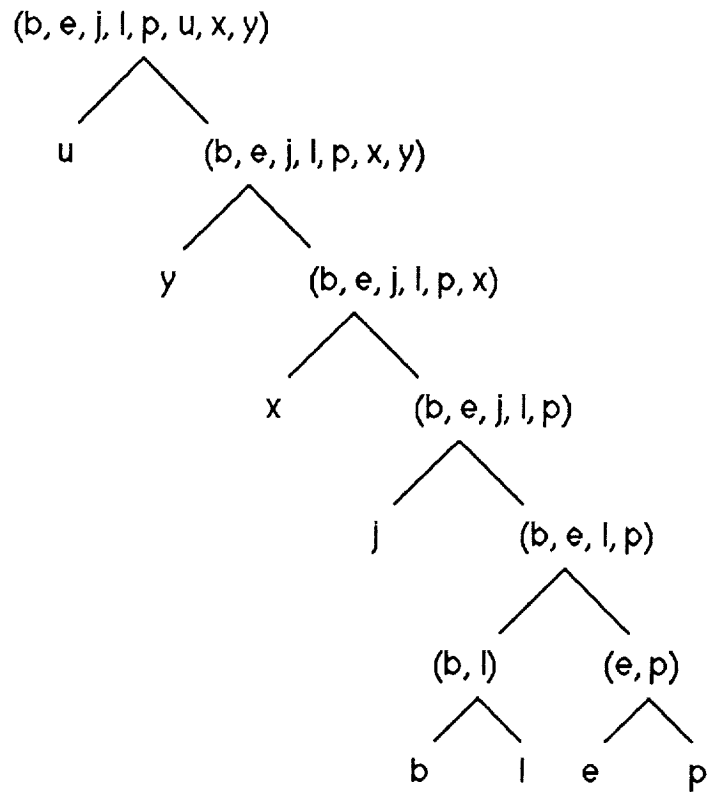 (b, e, j, l, p, u, x, y)
u (b, e, j, l, p, x, y)
y (b, e, j, l, p, x)
x (b, e, j, l, p)
j (b, e, l, p)
(b, l) (e, p)
b l e p